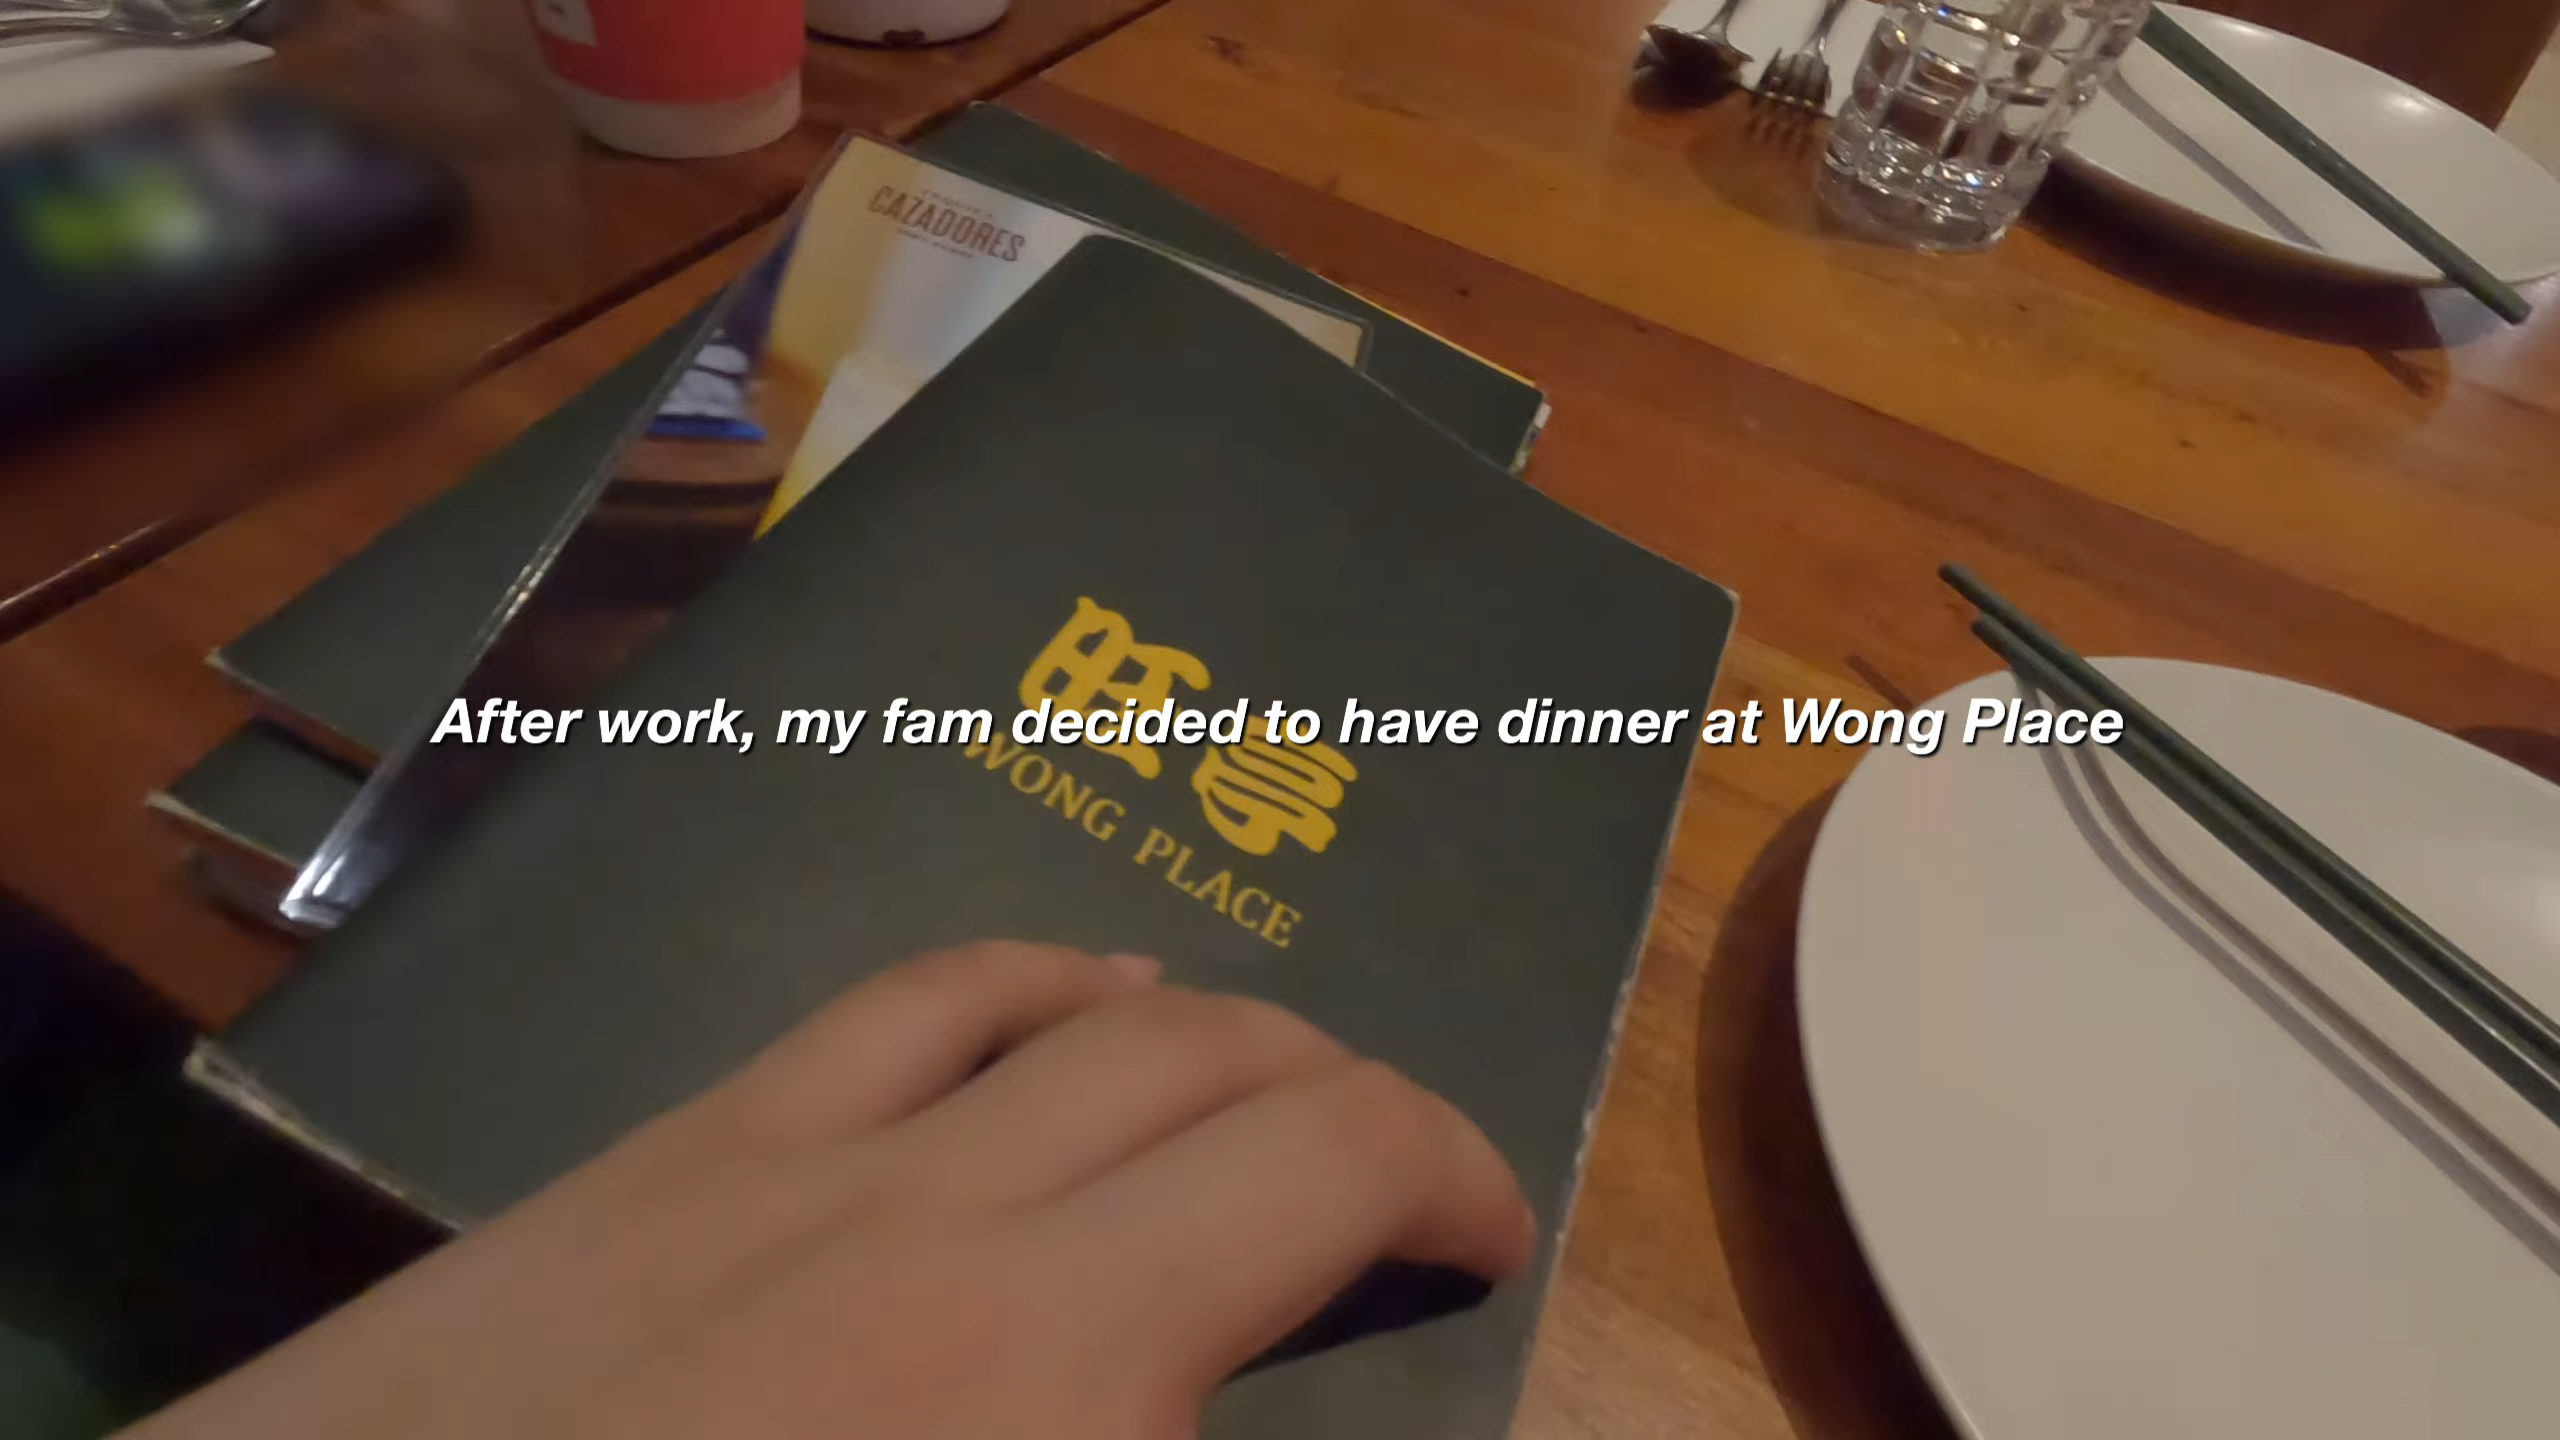 CAZADORES
旺亭
WONG PLACE
After work, my fam decided to have dinner at Wong Place